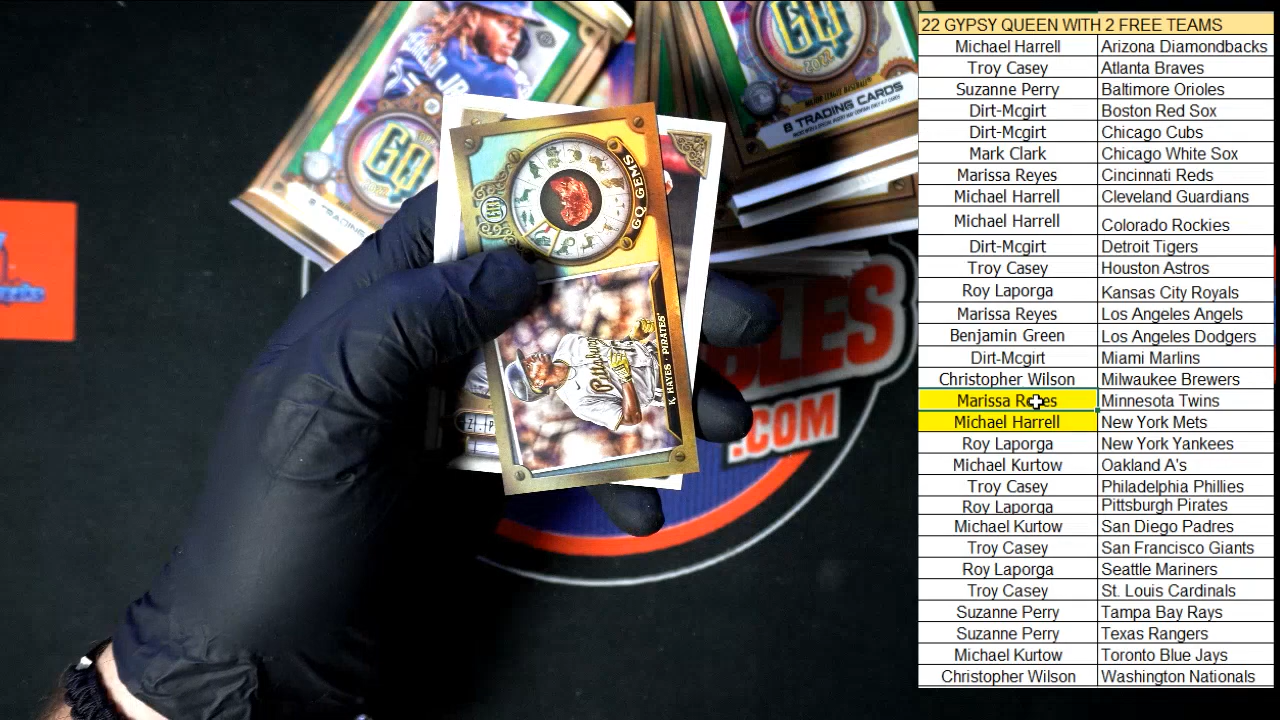 22 GYPSY QUEEN WITH 2 FREE TEAMS
Michael Harrell Arizona Diamondbacks
Troy Casey Atlanta Braves
Suzanne Perry Baltimore Orioles
Dirt-Mcgirt Boston Red Sox
Dirt-Mcgirt Chicago Cubs
Mark Clark Chicago White Sox
Marissa Reyes Cincinnati Reds
Michael Harrell Cleveland Guardians
Michael Harrell Colorado Rockies
Dirt-Mcgirt Detroit Tigers
Troy Casey Houston Astros
Roy Laporga Kansas City Royals
Marissa Reyes Los Angeles Angels
Benjamin Green Los Angeles Dodgers
Dirt-Mcgirt Miami Marlins
Christopher Wilson Milwaukee Brewers
Marissa Reyes Minnesota Twins
Michael Harrell New York Mets
Roy Laporga New York Yankees
Michael Kurtow Oakland A's
Troy Casey Philadelphia Phillies
Roy Laporga Pittsburgh Pirates
Michael Kurtow San Diego Padres
Troy Casey San Francisco Giants
Roy Laporga Seattle Mariners
Troy Casey St. Louis Cardinals
Suzanne Perry Tampa Bay Rays
Suzanne Perry Texas Rangers
Michael Kurtow Toronto Blue Jays
Christopher Wilson Washington Nationals
GQ
GQ
2022
8 TRADING CARDS
GQ GEMS
K. HAYES · PIRATES
Pittsburgh
.COM